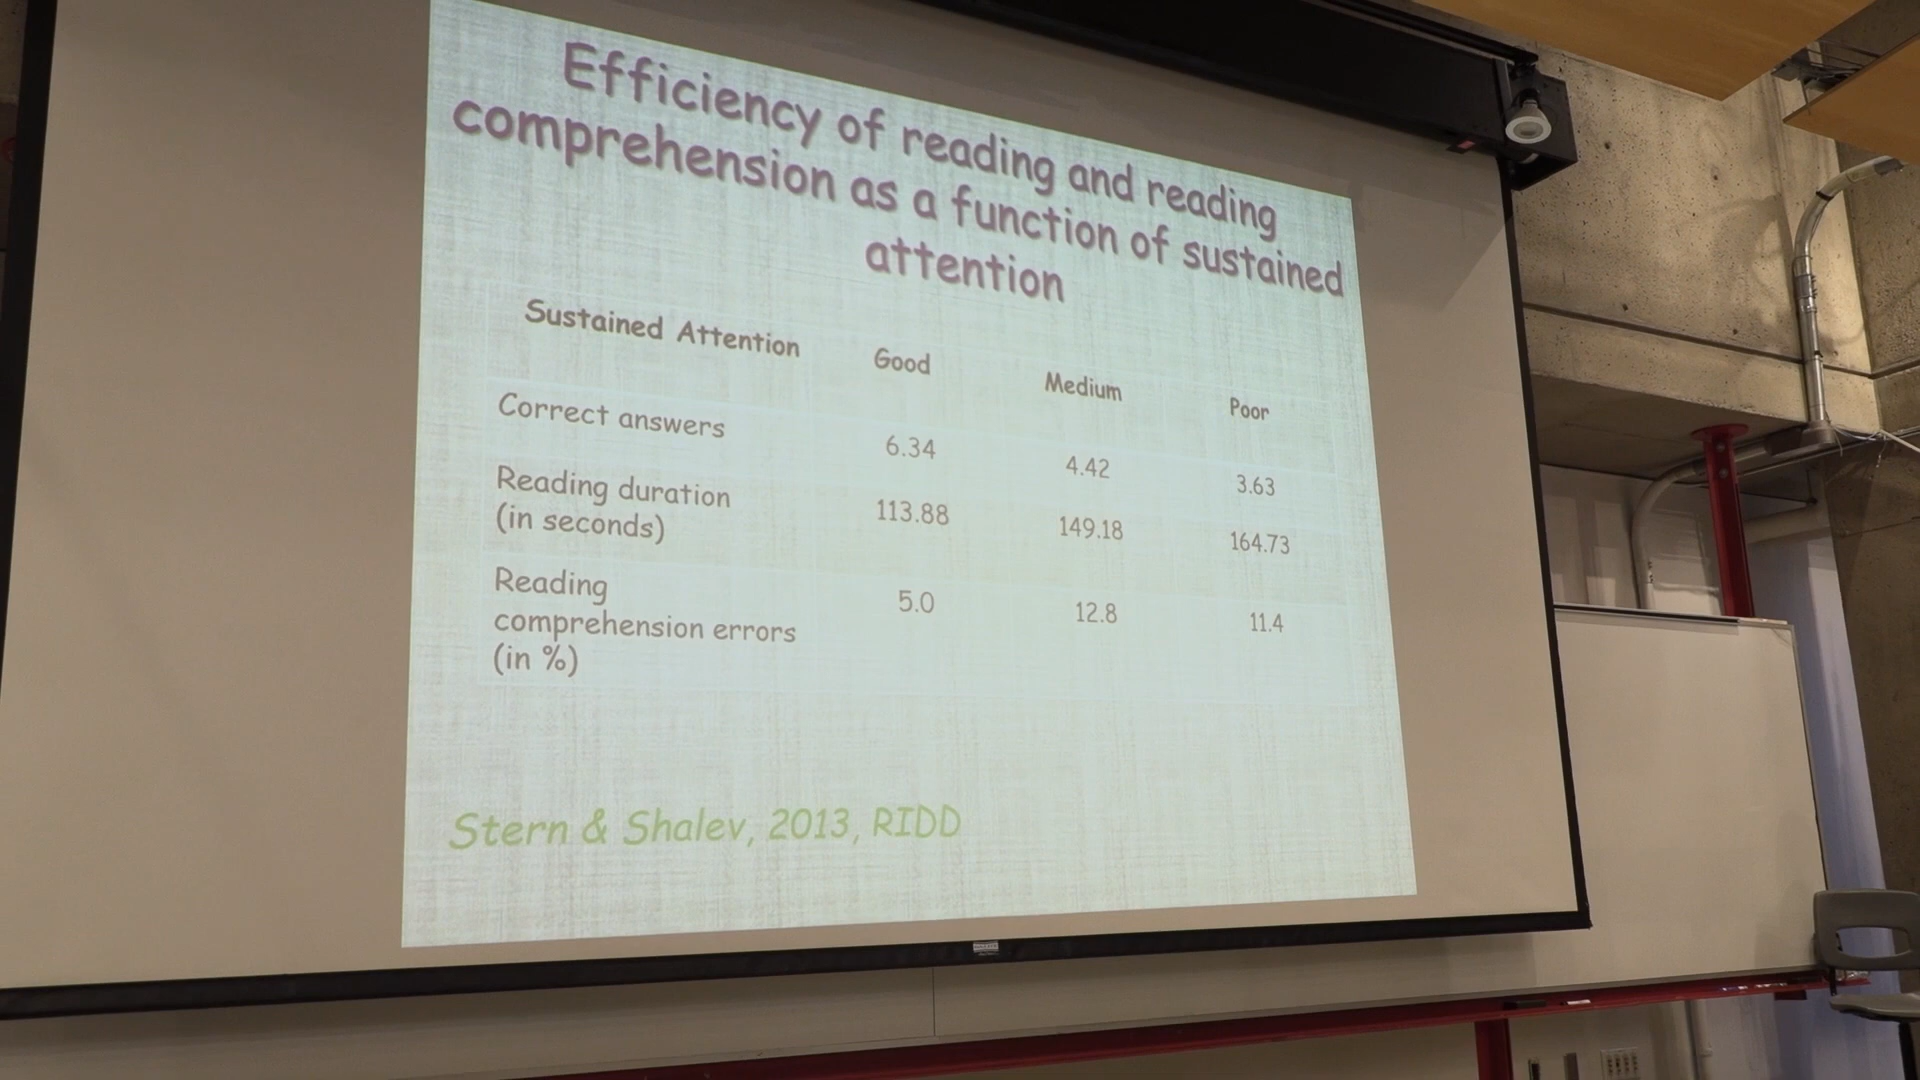 Efficiency of reading and reading
comprehension as a function of sustained
attention
Sustained Attention Good Medium Poor
Correct answers 6.34 4.42 3.63
Reading duration
(in seconds) 113.88 149.18 164.73
Reading
comprehension errors
(in %) 5.0 12.8 11.4
Stern & Shalev, 2013, RIDD